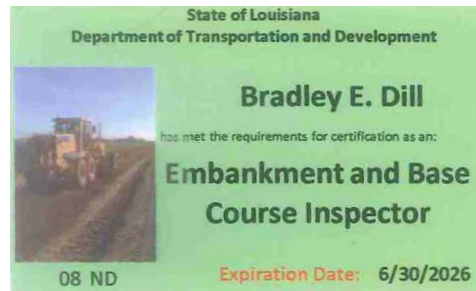 State of Louisiana
Department of Transportation and Development
Bradley E. Dill
has met the requirements for certification as an:
Embankment and Base
Course Inspector
08 ND
Expiration Date: 6/30/2026